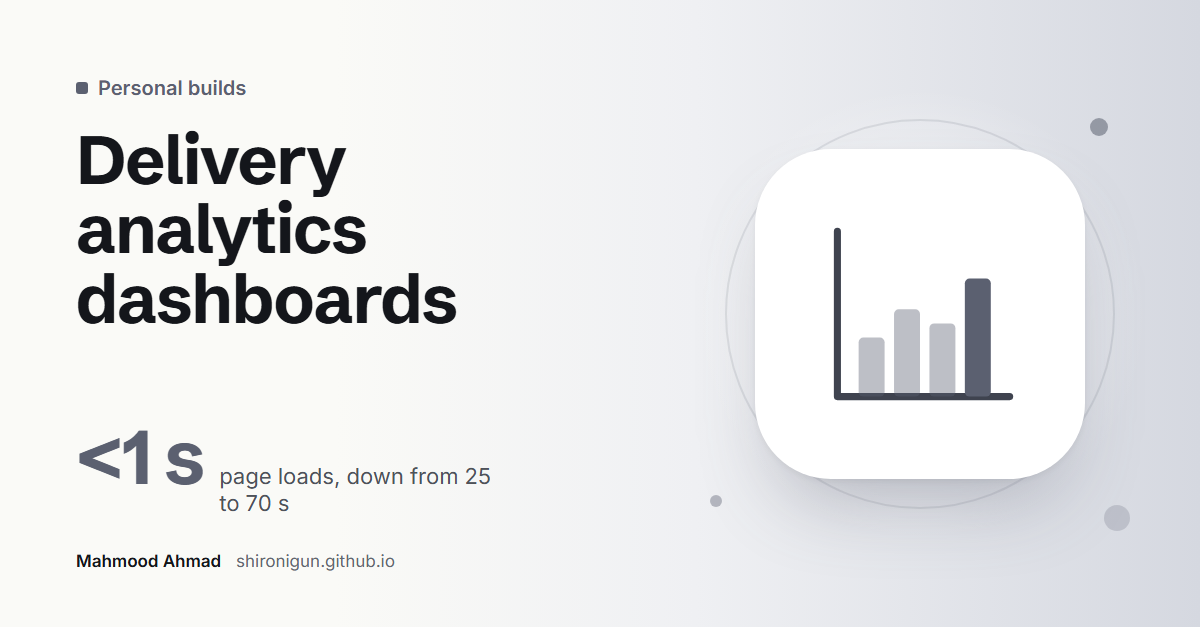 Personal builds
Delivery
analytics
dashboards
<1 s page loads, down from 25
to 70 s
Mahmood Ahmad shironigun.github.io